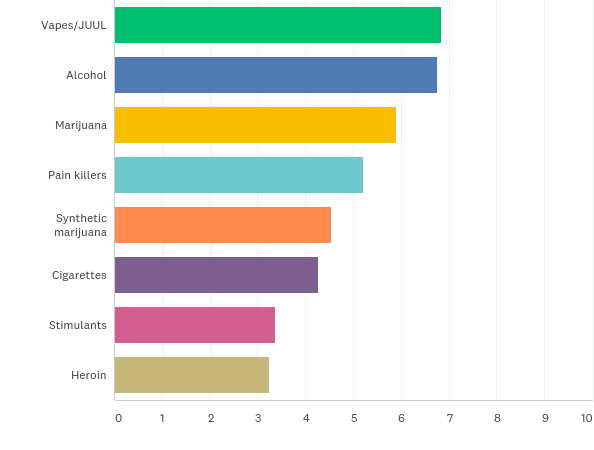 Vapes/JUUL
Alcohol
Marijuana
Pain killers
Synthetic
marijuana
Cigarettes
Stimulants
Heroin
0 1 2 3 4 5 6 7 8 9 10